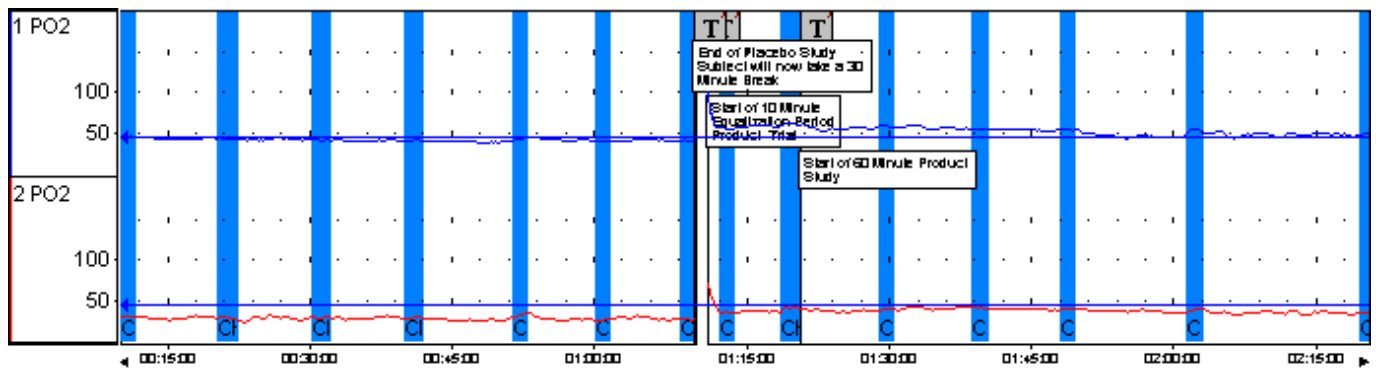 1 PO2
100
50
2 PO2
100
50
T T
T
End of Placebo Study
Subject will now take a 30
Minute Break
Start of 10 Minute
Equalization Period
Product Trial
Start of 60 Minute Product
Study
C CH CI CI C C C C CH C C C C C
00:15:00 00:30:00 00:45:00 01:00:00 01:15:00 01:30:00 01:45:00 02:00:00 02:15:00